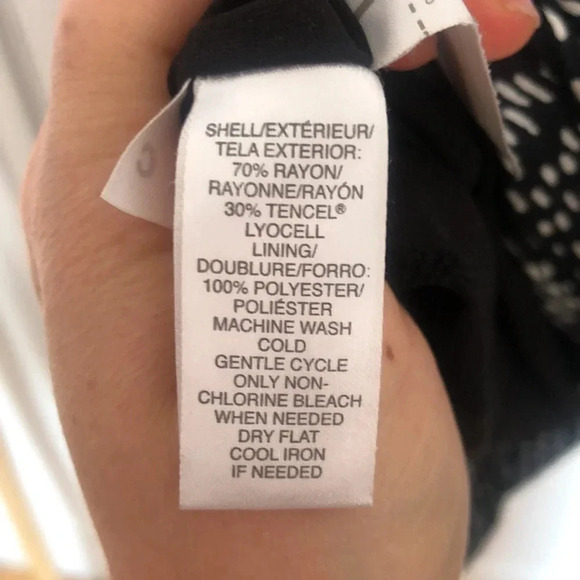 SHELL/EXTÉRIEUR/
TELA EXTERIOR:
70% RAYON/
RAYONNE/RAYÓN
30% TENCEL®
LYOCELL
LINING/
DOUBLURE/FORRO:
100% POLYESTER/
POLIÉSTER
MACHINE WASH
COLD
GENTLE CYCLE
ONLY NON-
CHLORINE BLEACH
WHEN NEEDED
DRY FLAT
COOL IRON
IF NEEDED